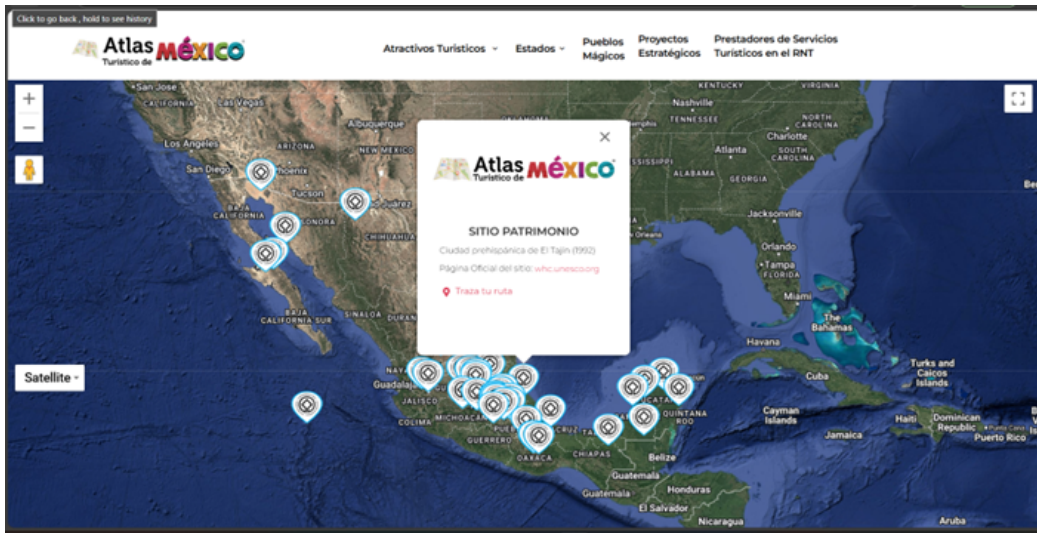 Click to go back, hold to see history
Atlas México
Turístico de
Atractivos Turisticos
Estados
Pueblos
Mágicos
Proyectos
Estratégicos
Prestadores de Servicios
Turísticos en el RNT
San Jose
CALIFORNIA
Las Vegas
Albuquerque
KENTUCKY
VIRGINIA
Nashville
TENNESSEE
NORTH
CAROLINA
Charlotte
Los Angeles
ARIZONA
NEW MEXICO
Atlanta
SOUTH
CAROLINA
San Diego
ALABAMA
GEORGIA
Tucson
BAJA
CALIFORNIA
SONORA
CHIHUAHUA
Jacksonville
Orlando
Tampa
FLORIDA
Miami
Atlas México
Turístico de
SITIO PATRIMONIO
Ciudad prehispánica de El Tajín (1992)
Página Oficial del sitio: whc.unesco.org
Traza tu ruta
BAJA
CALIFORNIA SUR
SINALOA
The
Bahamas
Havana
Satellite
JALISCO
COLIMA
GUERRERO
OAXACA
CHIAPAS
QUINTANA
ROO
Cuba
Turks and
Caicos
Islands
Cayman
Islands
Haiti
Dominican
Republic
Punta Cana
Puerto Rico
Jamaica
Belize
Guatemala
Guatemala
Honduras
El Salvador
Nicaragua
Aruba